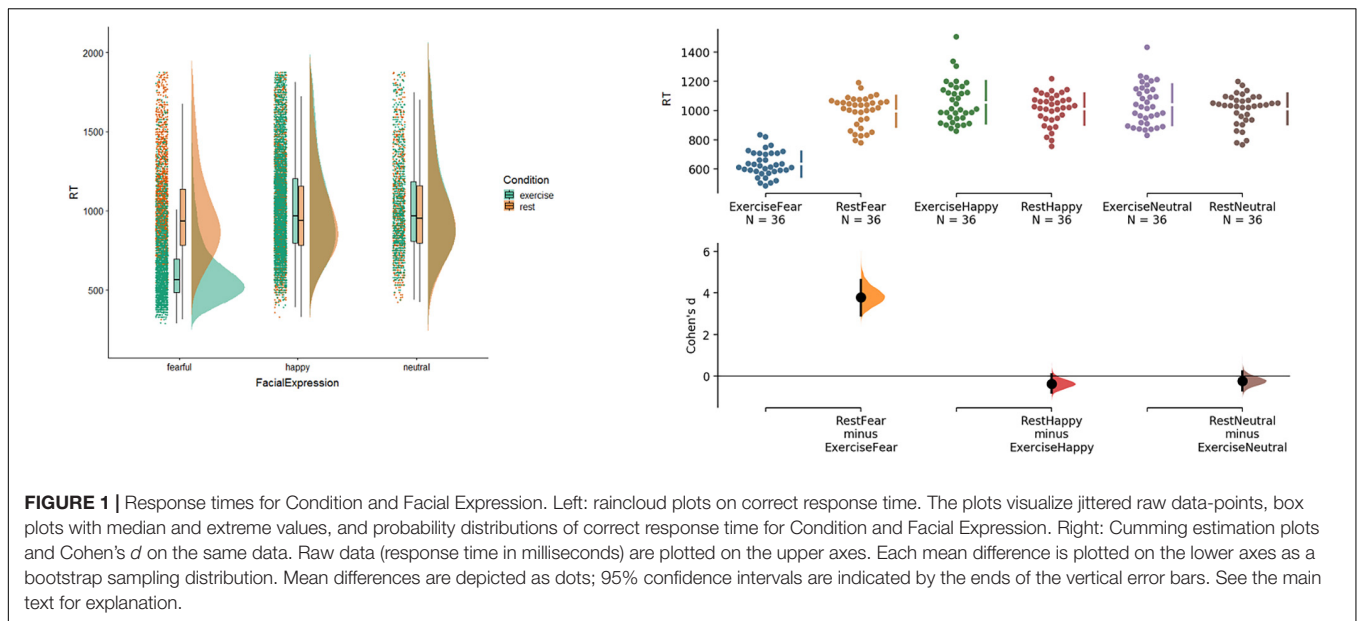 RT
2000
1500
1000
500
fearful
happy
neutral
FacialExpression
Condition
exercise
rest
RT
1400
1200
1000
800
600
ExerciseFear
N = 36
RestFear
N = 36
ExerciseHappy
N = 36
RestHappy
N = 36
ExerciseNeutral
N = 36
RestNeutral
N = 36
Cohen's d
6
4
2
0
RestFear
minus
ExerciseFear
RestHappy
minus
ExerciseHappy
RestNeutral
minus
ExerciseNeutral
FIGURE 1 | Response times for Condition and Facial Expression. Left: raincloud plots on correct response time. The plots visualize jittered raw data-points, box
plots with median and extreme values, and probability distributions of correct response time for Condition and Facial Expression. Right: Cumming estimation plots
and Cohen's d on the same data. Raw data (response time in milliseconds) are plotted on the upper axes. Each mean difference is plotted on the lower axes as a
bootstrap sampling distribution. Mean differences are depicted as dots; 95% confidence intervals are indicated by the ends of the vertical error bars. See the main
text for explanation.